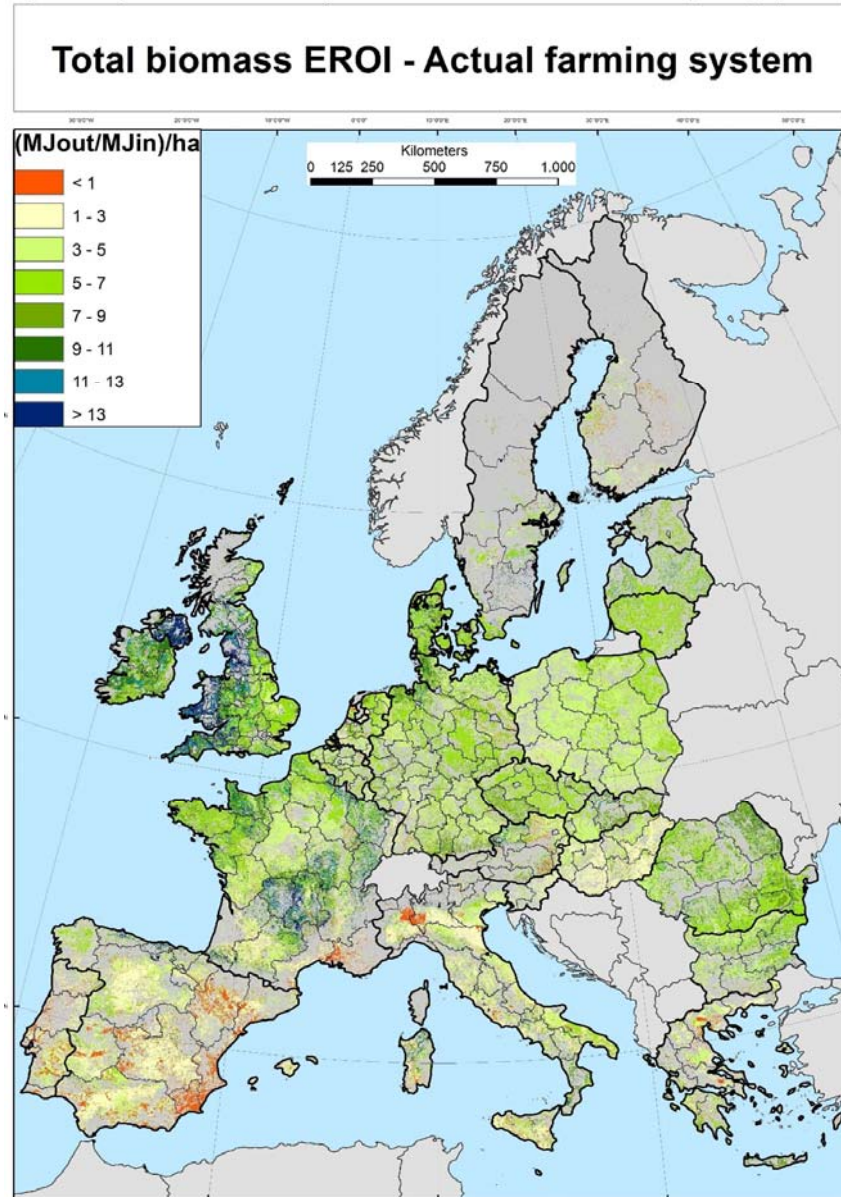 Total biomass EROI - Actual farming system
(MJout/MJin)/ha
Kilometers
0 125 250 500 750 1.000
< 1
1 - 3
3 - 5
5 - 7
7 - 9
9 - 11
11 - 13
> 13